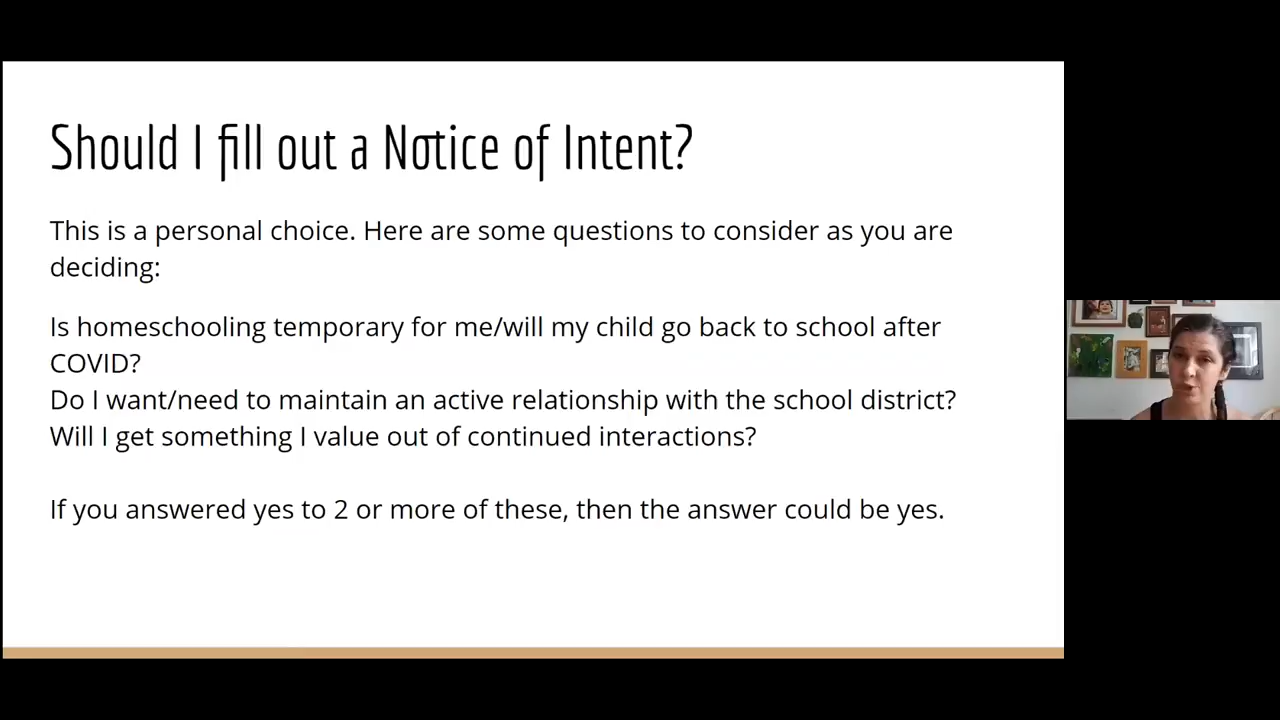 Should I fill out a Notice of Intent?
This is a personal choice. Here are some questions to consider as you are
deciding:
Is homeschooling temporary for me/will my child go back to school after
COVID?
Do I want/need to maintain an active relationship with the school district?
Will I get something I value out of continued interactions?
If you answered yes to 2 or more of these, then the answer could be yes.